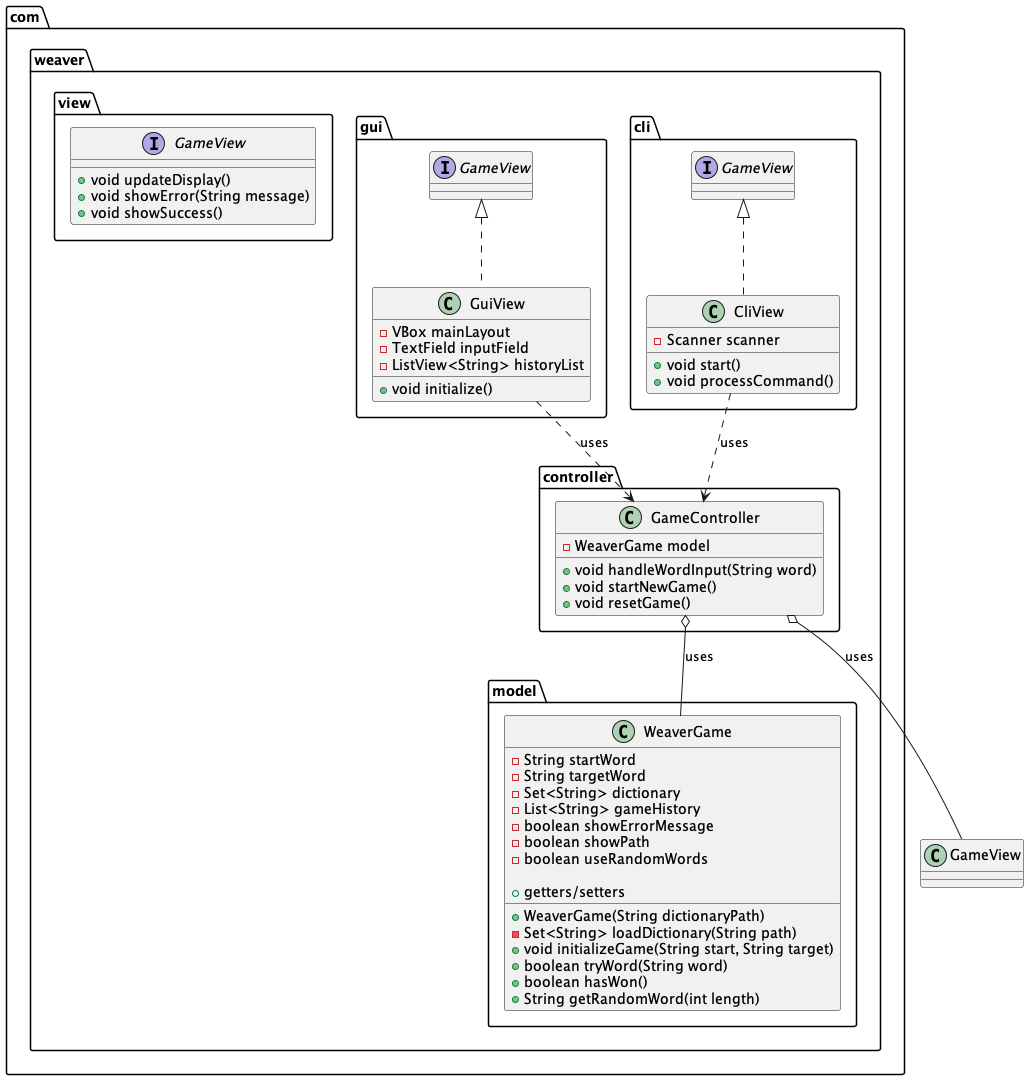 com
weaver
view
I GameView
void updateDisplay()
void showError(String message)
void showSuccess()
gui
I GameView
C GuiView
VBox mainLayout
TextField inputField
ListView<String> historyList
void initialize()
cli
I GameView
C CliView
Scanner scanner
void start()
void processCommand()
uses
uses
controller
C GameController
WeaverGame model
void handleWordInput(String word)
void startNewGame()
void resetGame()
uses
uses
model
C WeaverGame
String startWord
String targetWord
Set<String> dictionary
List<String> gameHistory
boolean showErrorMessage
boolean showPath
boolean useRandomWords
getters/setters
WeaverGame(String dictionaryPath)
Set<String> loadDictionary(String path)
void initializeGame(String start, String target)
boolean tryWord(String word)
boolean hasWon()
String getRandomWord(int length)
C GameView